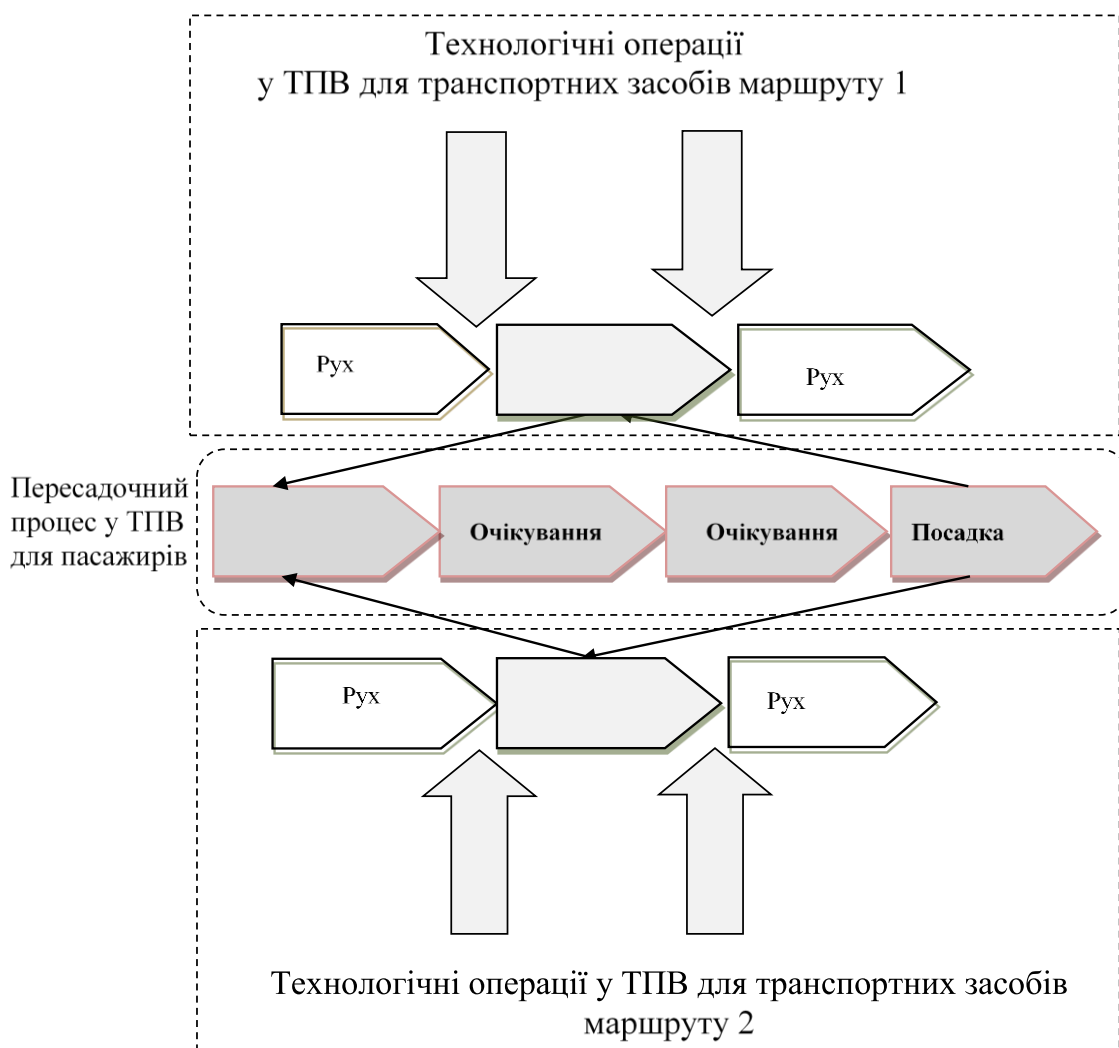 Технологічні операції
у ТПВ для транспортних засобів маршруту 1
Рух
Рух
Пересадочний
процес у ТПВ
для пасажирів
Очікування
Очікування
Посадка
Рух
Рух
Технологічні операції у ТПВ для транспортних засобів
маршруту 2